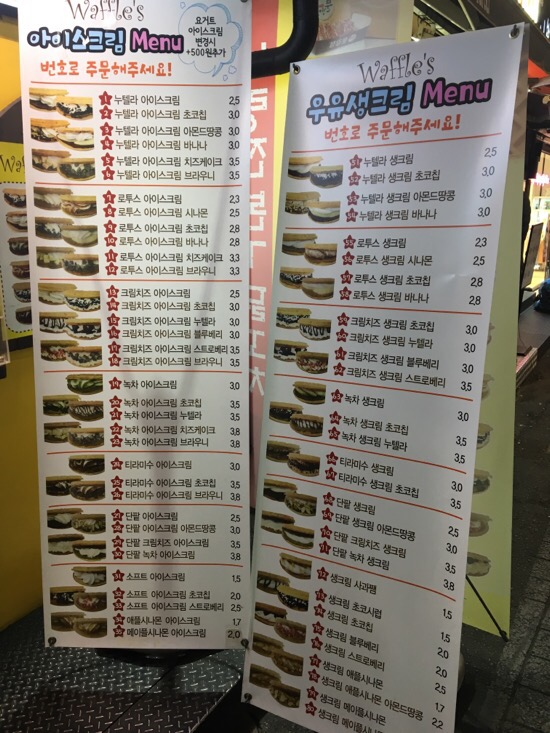 Waffle's
아이스크림 Menu
요거트
아이스크림
변경시
+500원추가
번호로 주문해주세요!
1 누텔라 아이스크림 2,5
2 누텔라 아이스크림 초코칩 3,0
3 누텔라 아이스크림 아몬드땅콩 3,0
4 누텔라 아이스크림 바나나 3,0
5 누텔라 아이스크림 치즈케이크 3,5
6 누텔라 아이스크림 브라우니 3,5
7 로투스 아이스크림 2,3
8 로투스 아이스크림 시나몬 2,5
9 로투스 아이스크림 초코칩 2,8
10 로투스 아이스크림 바나나 2,8
11 로투스 아이스크림 치즈케이크 3,3
12 로투스 아이스크림 브라우니 3,3
13 크림치즈 아이스크림 2,5
14 크림치즈 아이스크림 초코칩 3,0
15 크림치즈 아이스크림 누텔라 3,0
16 크림치즈 아이스크림 블루베리 3,0
17 크림치즈 아이스크림 스트로베리 3,5
18 크림치즈 아이스크림 브라우니 3,5
19 녹차 아이스크림 3,0
녹차 아이스크림 초코칩 3,5
녹차 아이스크림 누텔라 3,5
녹차 아이스크림 치즈케이크 3,8
녹차 아이스크림 브라우니 3,8
티라미수 아이스크림 3,0
티라미수 아이스크림 초코칩 3,5
티라미수 아이스크림 브라우니 3,8
단팥 아이스크림 2,5
단팥 아이스크림 아몬드땅콩 3,0
단팥 크림치즈 아이스크림 3,5
단팥 녹차 아이스크림 3,5
31 소프트 아이스크림 1,5
32 소프트 아이스크림 초코칩 2,0
33 소프트 아이스크림 스트로베리 2,5
34 애플시나몬 아이스크림 1,7
35 메이플시나몬 아이스크림 2,0
Waffle's
우유생크림 Menu
번호로 주문해주세요!
누텔라 생크림 2,5
누텔라 생크림 초코칩 3,0
누텔라 생크림 아몬드땅콩 3,0
누텔라 생크림 바나나 3,0
로투스 생크림 2,3
로투스 생크림 시나몬 2,5
로투스 생크림 초코칩 2,8
로투스 생크림 바나나 2,8
크림치즈 생크림 초코칩 3,0
크림치즈 생크림 누텔라 3,0
크림치즈 생크림 블루베리 3,0
크림치즈 생크림 스트로베리 3,5
녹차 생크림 3,0
녹차 생크림 초코칩 3,5
녹차 생크림 누텔라 3,5
티라미수 생크림 3,0
티라미수 생크림 초코칩 3,5
단팥 생크림 2,5
단팥 생크림 아몬드땅콩 3,0
단팥 크림치즈 생크림 3,5
단팥 녹차 생크림 3,8
생크림 사과잼
생크림 초코시럽 1,5
생크림 초코칩 1,5
생크림 블루베리 2,0
생크림 스트로베리 2,0
생크림 애플시나몬 2,5
생크림 애플시나몬 아몬드땅콩 1,7
생크림 메이플시나몬 2,2
생크림 메이플시나몬